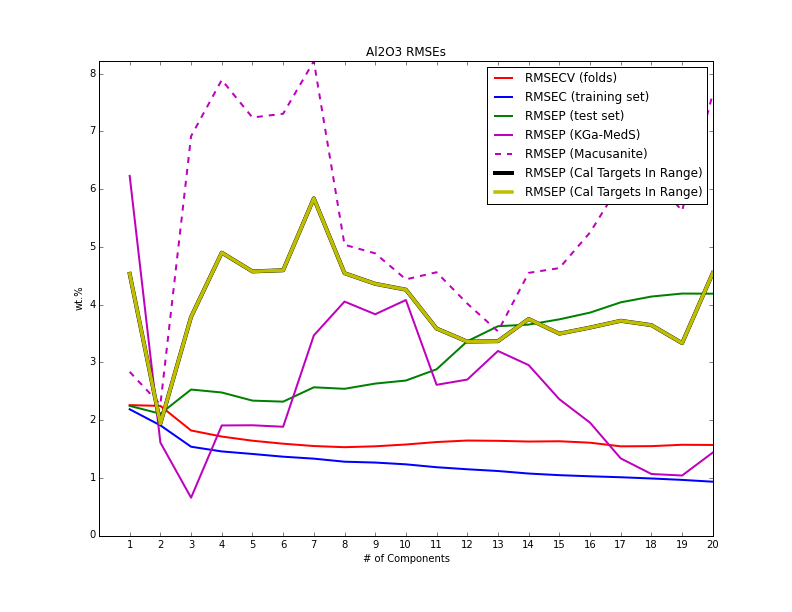 Al2O3 RMSEs
RMSECV (folds)
RMSEC (training set)
RMSEP (test set)
RMSEP (KGa-MedS)
RMSEP (Macusanite)
RMSEP (Cal Targets In Range)
RMSEP (Cal Targets In Range)
wt.%
8
7
6
5
4
3
2
1
0
1 2 3 4 5 6 7 8 9 10 11 12 13 14 15 16 17 18 19 20
# of Components